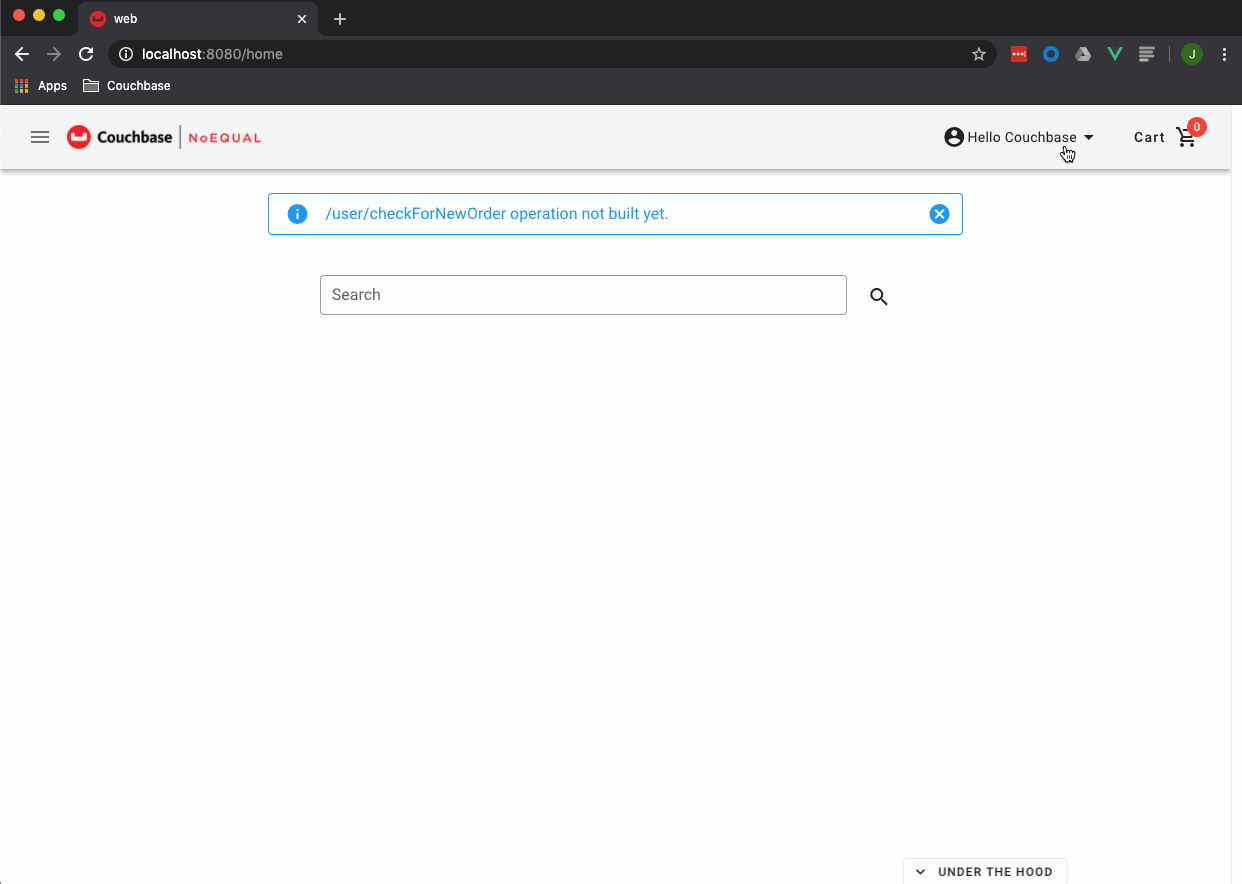 web
localhost:8080/home
J
Apps
Couchbase
Couchbase
NoEQUAL
Hello Couchbase
Cart
0
/user/checkForNewOrder operation not built yet.
Search
UNDER THE HOOD